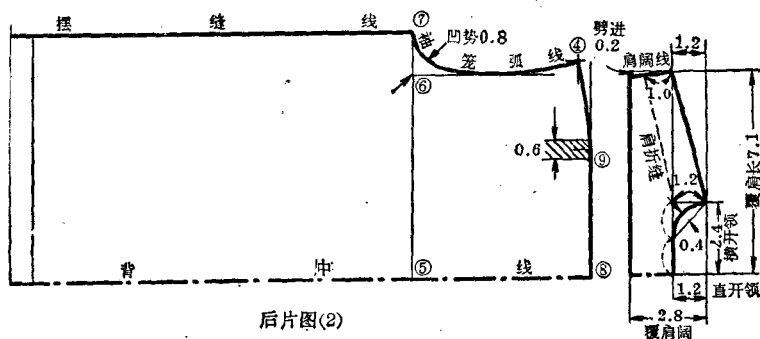 摆 缝 线
⑦
袖 笼 弧 线
凹势0.8
④
⑥
劈进
0.2
1.2
肩阔线
1.0
肩折缝
覆肩长7.1
0.6
⑨
1.2
0.4
2.4
横开领
背 中 线
⑤
⑧
1.2
直开领
2.8
覆肩阔
后片图(2)